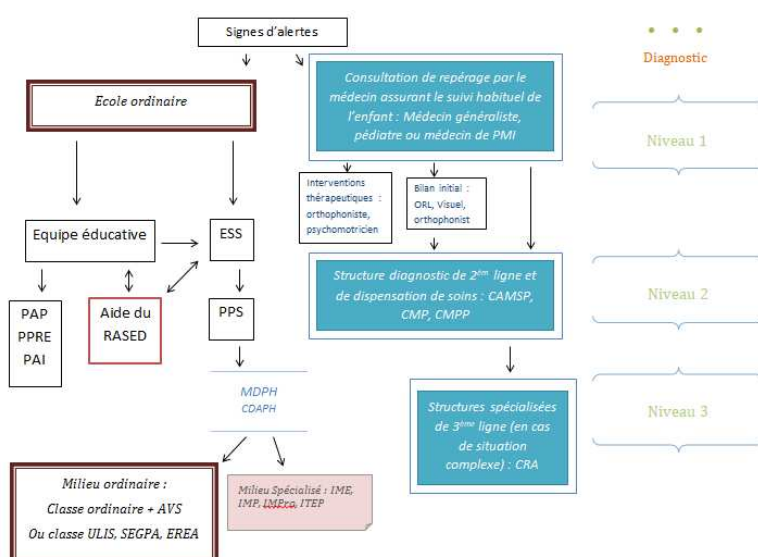 Signes d'alertes
Diagnostic
Ecole ordinaire
Consultation de repérage par le
médecin assurant le suivi habituel de
l'enfant : Médecin généraliste,
pédiatre ou médecin de PMI
Niveau 1
Interventions
thérapeutiques :
orthophoniste,
psychomotricien
Bilan initial :
ORL, Visuel,
orthophonist
Equipe éducative
ESS
Structure diagnostic de 2ème ligne et
de dispensation de soins : CAMSP,
CMP, CMPP
Niveau 2
PAP
PPRE
PAI
Aide du
RASED
PPS
MDPH
CDAPH
Structures spécialisées
de 3ème ligne (en cas
de situation
complexe) : CRA
Niveau 3
Milieu ordinaire :
Classe ordinaire + AVS
Ou classe ULIS, SEGPA, EREA
Milieu Spécialisé : IME,
IMP, IMPro, ITEP